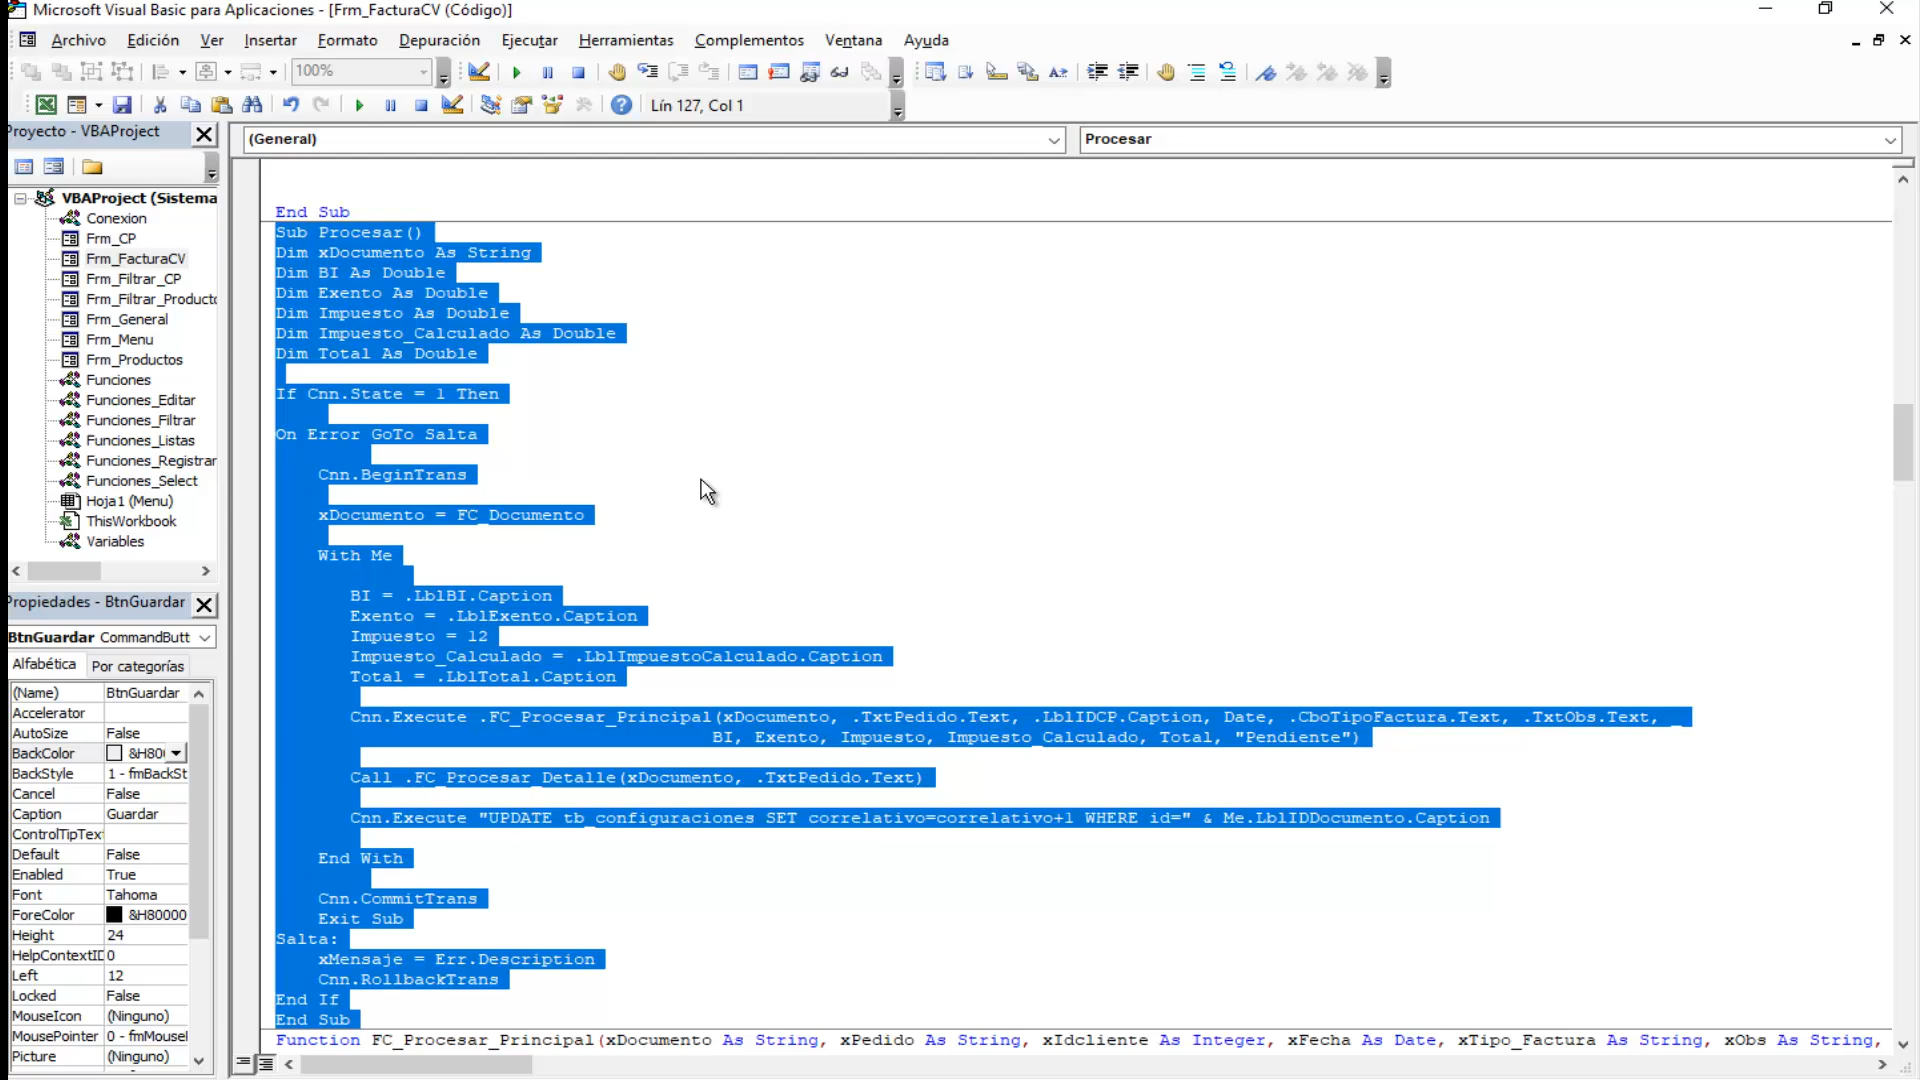 Microsoft Visual Basic para Aplicaciones - [Frm_FacturaCV (Código)]
Archivo Edición Ver Insertar Formato Depuración Ejecutar Herramientas Complementos Ventana Ayuda
100%
Lín 127, Col 1
Proyecto - VBAProject
(General)
Procesar
VBAProject (Sistema
Conexion
Frm_CP
Frm_FacturaCV
Frm_Filtrar_CP
Frm_Filtrar_Producto
Frm_General
Frm_Menu
Frm_Productos
Funciones
Funciones_Editar
Funciones_Filtrar
Funciones_Listas
Funciones_Registrar
Funciones_Select
Hoja1 (Menu)
ThisWorkbook
Variables
Propiedades - BtnGuardar
BtnGuardar CommandButt
Alfabética Por categorías
(Name) BtnGuardar
Accelerator
AutoSize False
BackColor &H80(
BackStyle 1 - fmBackSt
Cancel False
Caption Guardar
ControlTipText
Default False
Enabled True
Font Tahoma
ForeColor &H80000
Height 24
HelpContextID 0
Left 12
Locked False
MouseIcon (Ninguno)
MousePointer 0 - fmMousel
Picture (Ninguno)
End Sub
Sub Procesar()
Dim xDocumento As String
Dim BI As Double
Dim Exento As Double
Dim Impuesto As Double
Dim Impuesto_Calculado As Double
Dim Total As Double
If Cnn.State = 1 Then
On Error GoTo Salta
Cnn.BeginTrans
xDocumento = FC_Documento
With Me
BI = .LblBI.Caption
Exento = .LblExento.Caption
Impuesto = 12
Impuesto_Calculado = .LblImpuestoCalculado.Caption
Total = .LblTotal.Caption
Cnn.Execute .FC_Procesar_Principal(xDocumento, .TxtPedido.Text, .LblIDCP.Caption, Date, .CboTipoFactura.Text, .TxtObs.Text, _
BI, Exento, Impuesto, Impuesto_Calculado, Total, "Pendiente")
Call .FC_Procesar_Detalle(xDocumento, .TxtPedido.Text)
Cnn.Execute "UPDATE tb_configuraciones SET correlativo=correlativo+1 WHERE id=" & Me.LblIDDocumento.Caption
End With
Cnn.CommitTrans
Exit Sub
Salta:
xMensaje = Err.Description
Cnn.RollbackTrans
End If
End Sub
Function FC_Procesar_Principal(xDocumento As String, xPedido As String, xIdcliente As Integer, xFecha As Date, xTipo_Factura As String, xObs As String,